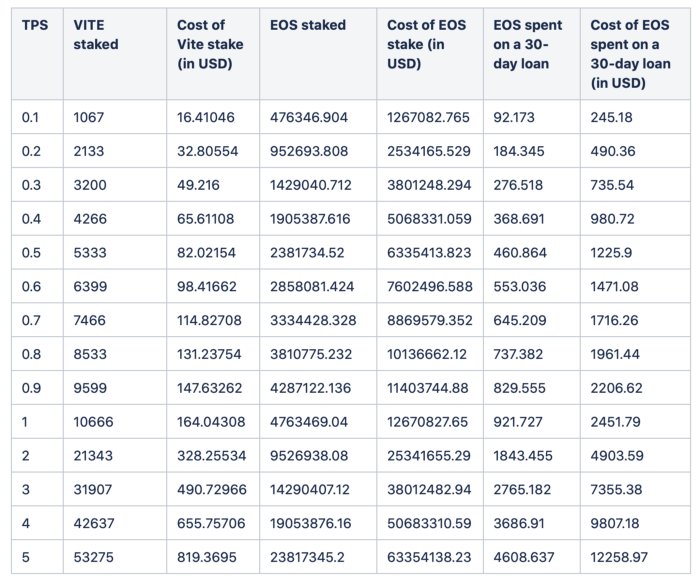 TPS VITE staked Cost of Vite stake (in USD) EOS staked Cost of EOS stake (in USD) EOS spent on a 30-day loan Cost of EOS spent on a 30-day loan (in USD)
0.1 1067 16.41046 476346.904 1267082.765 92.173 245.18
0.2 2133 32.80554 952693.808 2534165.529 184.345 490.36
0.3 3200 49.216 1429040.712 3801248.294 276.518 735.54
0.4 4266 65.61108 1905387.616 5068331.059 368.691 980.72
0.5 5333 82.02154 2381734.52 6335413.823 460.864 1225.9
0.6 6399 98.41662 2858081.424 7602496.588 553.036 1471.08
0.7 7466 114.82708 3334428.328 8869579.352 645.209 1716.26
0.8 8533 131.23754 3810775.232 10136662.12 737.382 1961.44
0.9 9599 147.63262 4287122.136 11403744.88 829.555 2206.62
1 10666 164.04308 4763469.04 12670827.65 921.727 2451.79
2 21343 328.25534 9526938.08 25341655.29 1843.455 4903.59
3 31907 490.72966 14290407.12 38012482.94 2765.182 7355.38
4 42637 655.75706 19053876.16 50683310.59 3686.91 9807.18
5 53275 819.3695 23817345.2 63354138.23 4608.637 12258.97